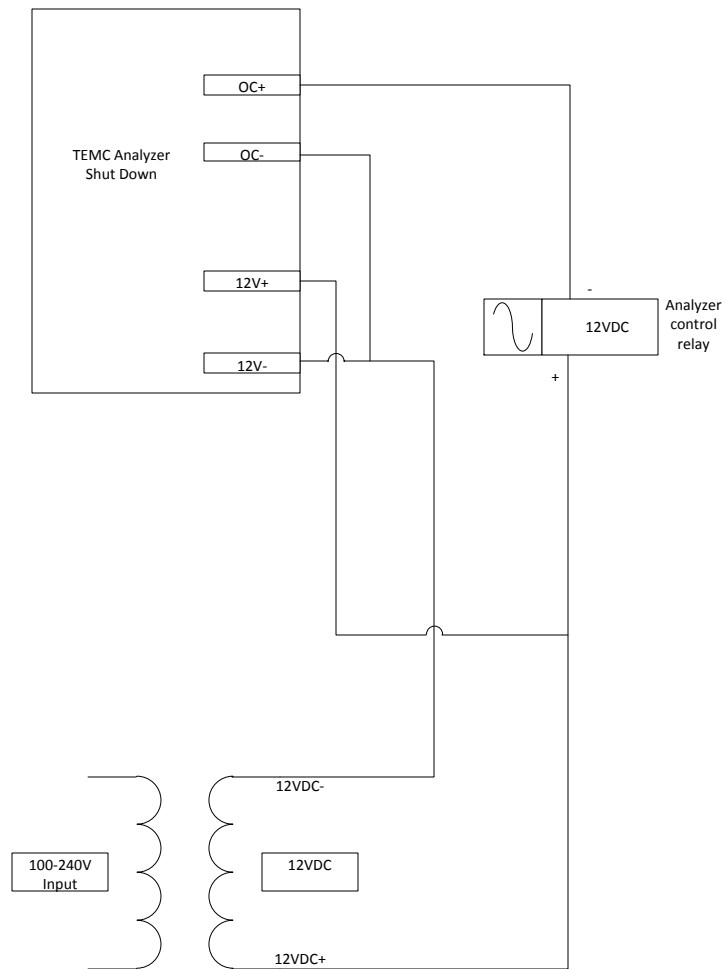 OC+
TEMC Analyzer
Shut Down
OC-
12V+
12V-
-
12VDC
Analyzer
control
relay
+
12VDC-
100-240V
Input
12VDC
12VDC+